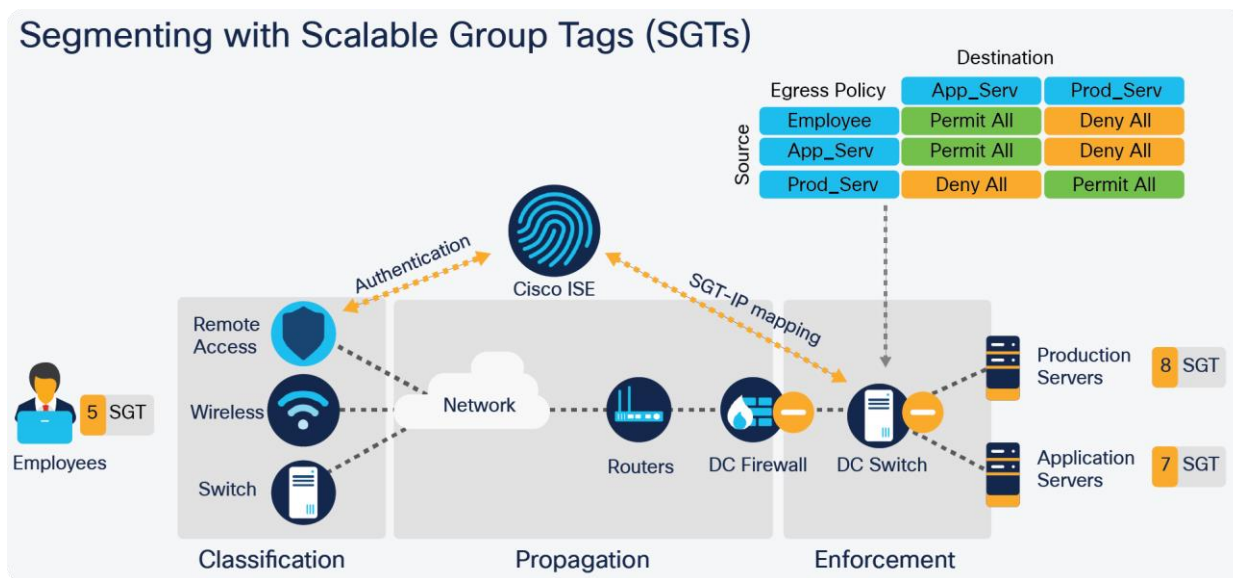 Segmenting with Scalable Group Tags (SGTs)
Destination
Egress Policy App_Serv Prod_Serv
Source
Employee Permit All Deny All
App_Serv Permit All Deny All
Prod_Serv Deny All Permit All
Authentication
Cisco ISE
SGT-IP mapping
Remote
Access
Wireless
Switch
5 SGT
Employees
Network
Routers
DC Firewall
DC Switch
Production
Servers
8 SGT
Application
Servers
7 SGT
Classification
Propagation
Enforcement